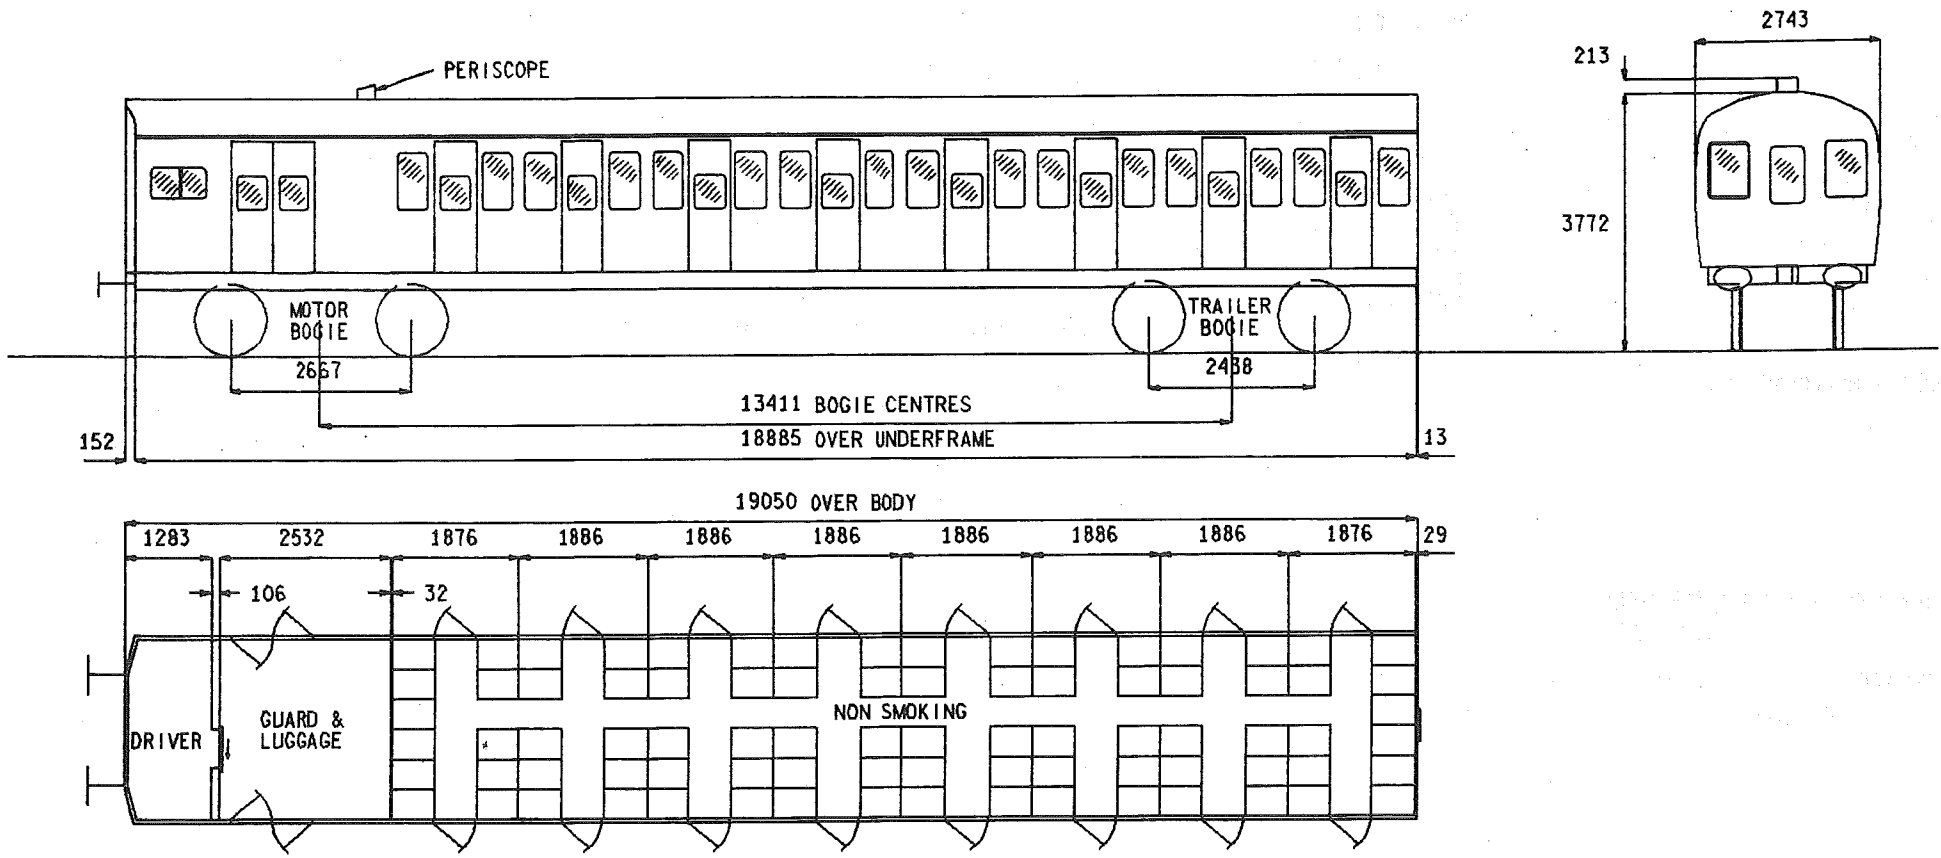 2743
213
PERISCOPE
3772
MOTOR
BOGIE
TRAILER
BOGIE
2667
2438
13411 BOGIE CENTRES
152
18885 OVER UNDERFRAME
13
19050 OVER BODY
1283
2532
1876
1886
1886
1886
1886
1886
1886
1876
29
106
32
DRIVER
GUARD &
LUGGAGE
NON SMOKING